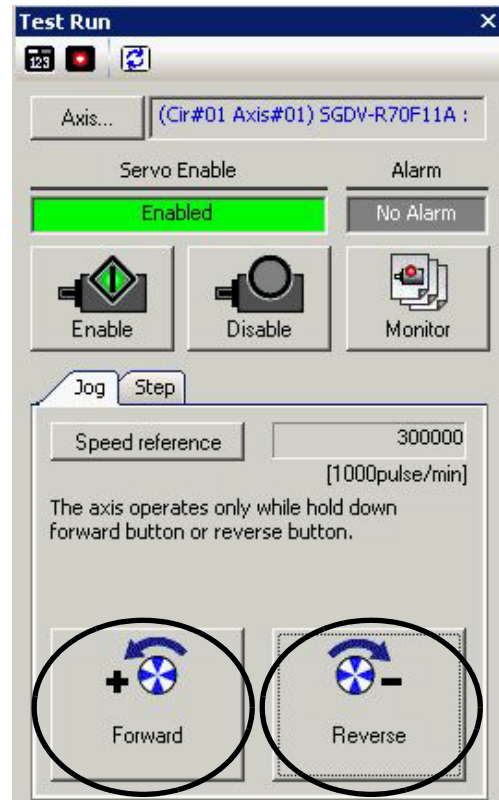 Test Run
123
Axis...
(Cir#01 Axis#01) SGDV-R70F11A :
Servo Enable
Alarm
Enabled
No Alarm
Enable
Disable
Monitor
Jog
Step
Speed reference
300000
[1000pulse/min]
The axis operates only while hold down
forward button or reverse button.
+
-
Forward
Reverse